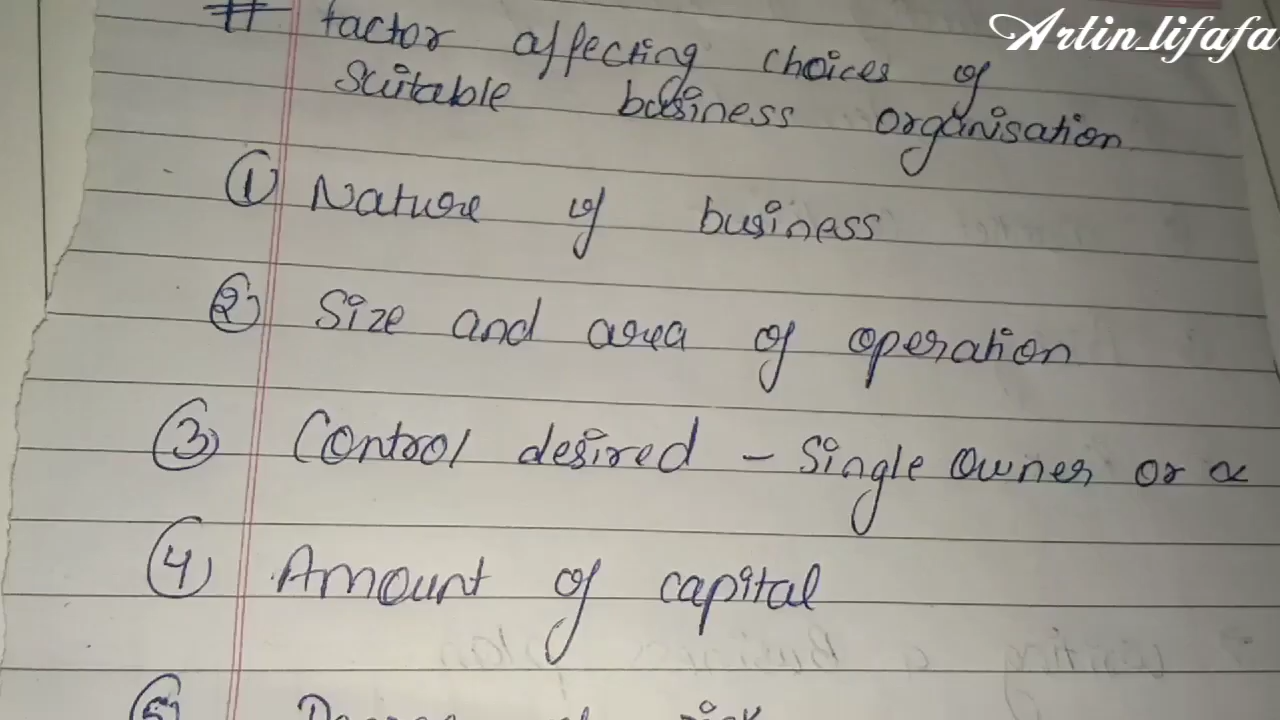 Artin_lifafa
# factor affecting choices of
Suitable business organisation
① Nature of business
② Size and area of operation
③ Control desired - Single Owner or
④ Amount of capital
⑤